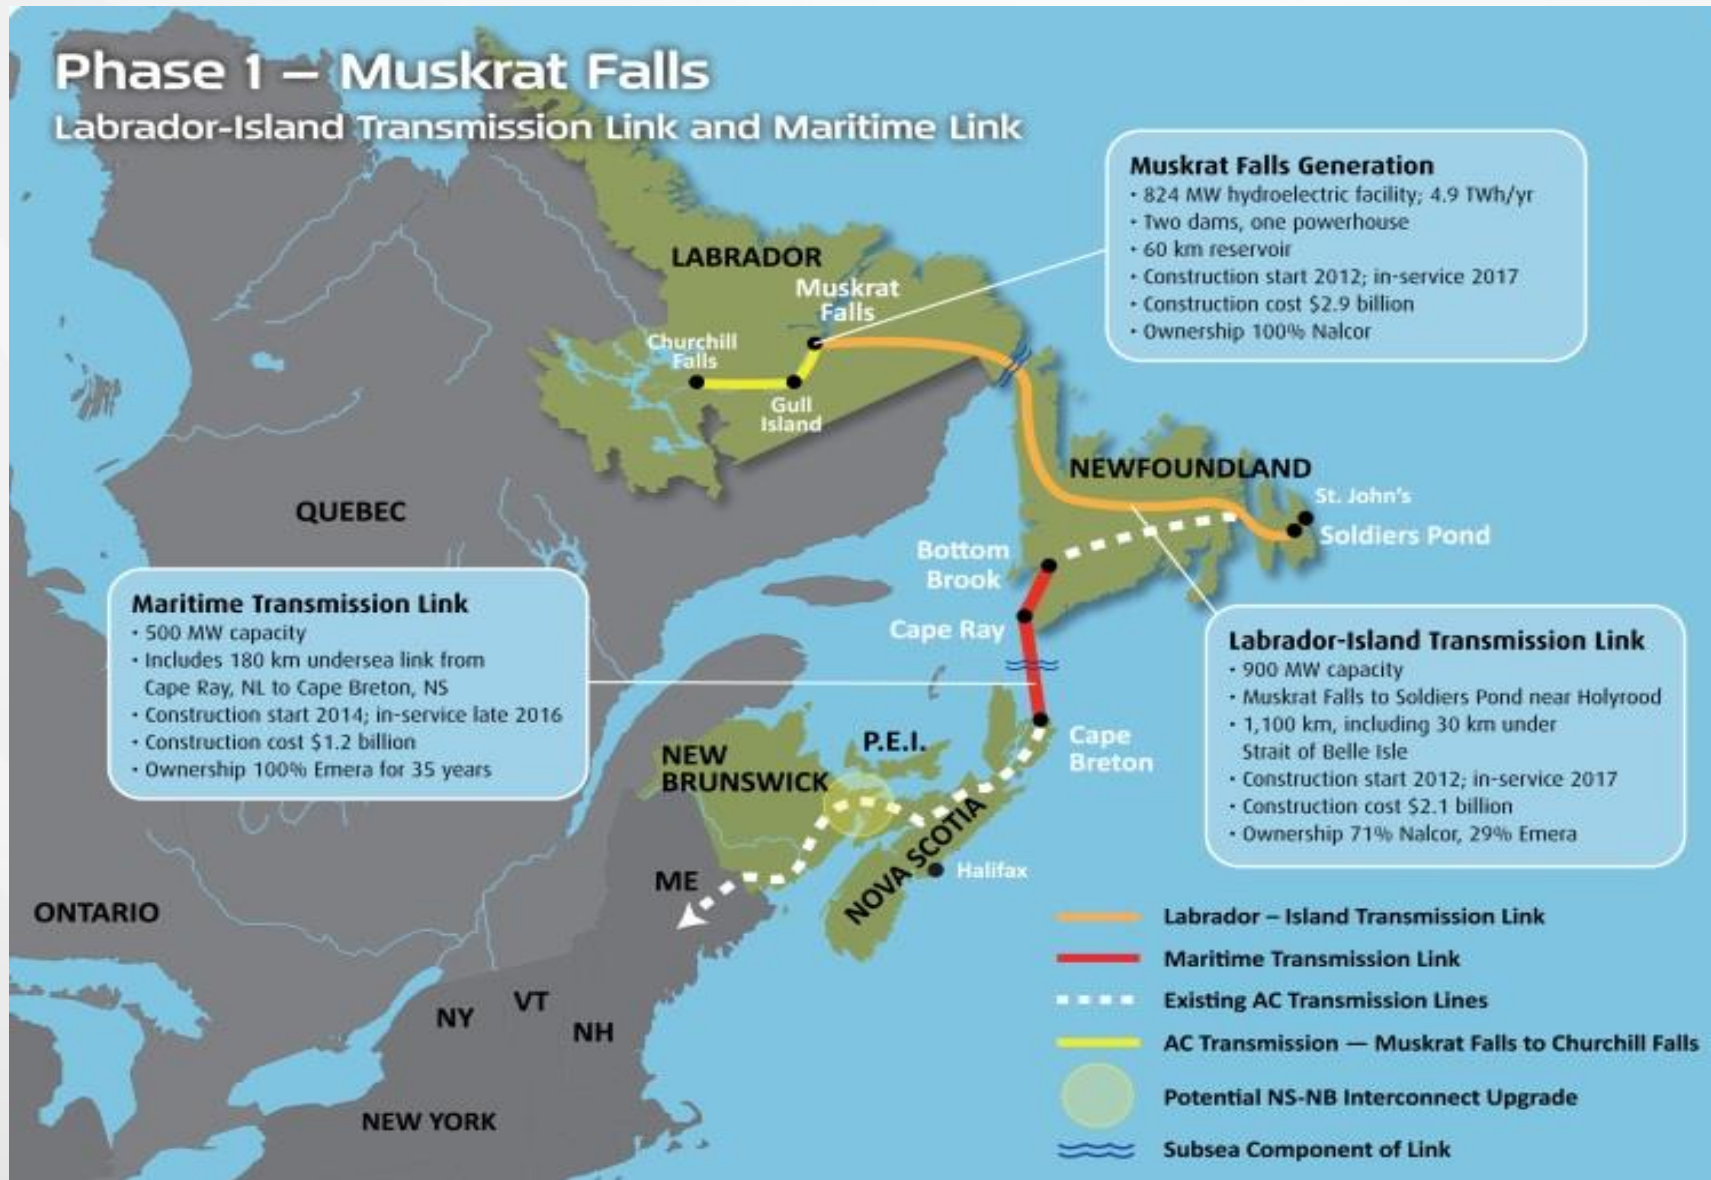 Phase 1 – Muskrat Falls
Labrador-Island Transmission Link and Maritime Link
Muskrat Falls Generation
• 824 MW hydroelectric facility; 4.9 TWh/yr
• Two dams, one powerhouse
• 60 km reservoir
• Construction start 2012; in-service 2017
• Construction cost $2.9 billion
• Ownership 100% Nalcor
LABRADOR
Muskrat
Falls
Churchill
Falls
Gull
Island
NEWFOUNDLAND
St. John's
Soldiers Pond
QUEBEC
Bottom
Brook
Cape Ray
Maritime Transmission Link
• 500 MW capacity
• Includes 180 km undersea link from
Cape Ray, NL to Cape Breton, NS
• Construction start 2014; in-service late 2016
• Construction cost $1.2 billion
• Ownership 100% Emera for 35 years
Labrador-Island Transmission Link
• 900 MW capacity
• Muskrat Falls to Soldiers Pond near Holyrood
• 1,100 km, including 30 km under
Strait of Belle Isle
• Construction start 2012; in-service 2017
• Construction cost $2.1 billion
• Ownership 71% Nalcor, 29% Emera
P.E.I.
Cape
Breton
NEW
BRUNSWICK
NOVA SCOTIA
Halifax
ME
ONTARIO
NY
VT
NH
NEW YORK
Labrador – Island Transmission Link
Maritime Transmission Link
Existing AC Transmission Lines
AC Transmission — Muskrat Falls to Churchill Falls
Potential NS-NB Interconnect Upgrade
Subsea Component of Link